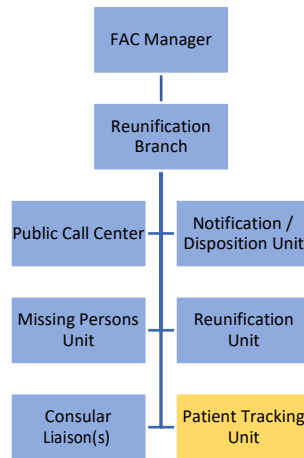 FAC Manager
Reunification
Branch
Public Call Center
Notification /
Disposition Unit
Missing Persons
Unit
Reunification
Unit
Consular
Liaison(s)
Patient Tracking
Unit